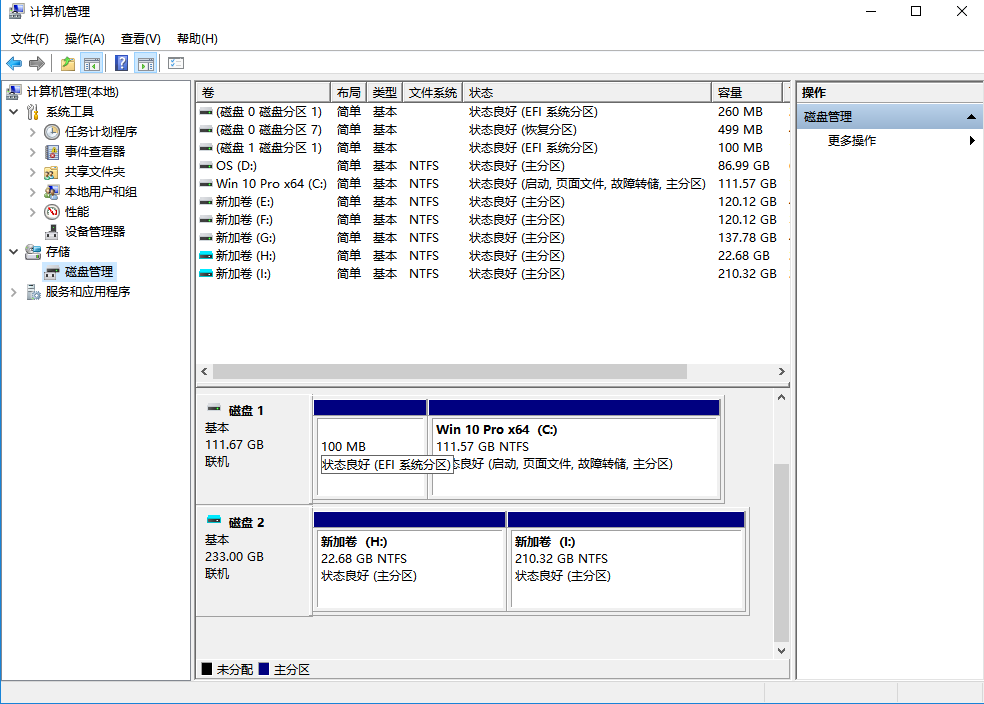 计算机管理
文件(F) 操作(A) 查看(V) 帮助(H)
计算机管理(本地)
系统工具
任务计划程序
事件查看器
共享文件夹
本地用户和组
性能
设备管理器
存储
磁盘管理
服务和应用程序
卷 布局 类型 文件系统 状态 容量
(磁盘 0 磁盘分区 1) 简单 基本 状态良好 (EFI 系统分区) 260 MB
(磁盘 0 磁盘分区 7) 简单 基本 状态良好 (恢复分区) 499 MB
(磁盘 1 磁盘分区 1) 简单 基本 状态良好 (EFI 系统分区) 100 MB
OS (D:) 简单 基本 NTFS 状态良好 (主分区) 86.99 GB
Win 10 Pro x64 (C:) 简单 基本 NTFS 状态良好 (启动, 页面文件, 故障转储, 主分区) 111.57 GB
新加卷 (E:) 简单 基本 NTFS 状态良好 (主分区) 120.12 GB
新加卷 (F:) 简单 基本 NTFS 状态良好 (主分区) 120.12 GB
新加卷 (G:) 简单 基本 NTFS 状态良好 (主分区) 137.78 GB
新加卷 (H:) 简单 基本 NTFS 状态良好 (主分区) 22.68 GB
新加卷 (I:) 简单 基本 NTFS 状态良好 (主分区) 210.32 GB
磁盘 1
基本
111.67 GB
联机
100 MB
状态良好 (EFI 系统分区)
Win 10 Pro x64 (C:)
111.57 GB NTFS
态良好 (启动, 页面文件, 故障转储, 主分区)
磁盘 2
基本
233.00 GB
联机
新加卷 (H:)
22.68 GB NTFS
状态良好 (主分区)
新加卷 (I:)
210.32 GB NTFS
状态良好 (主分区)
未分配 主分区
操作
磁盘管理
更多操作